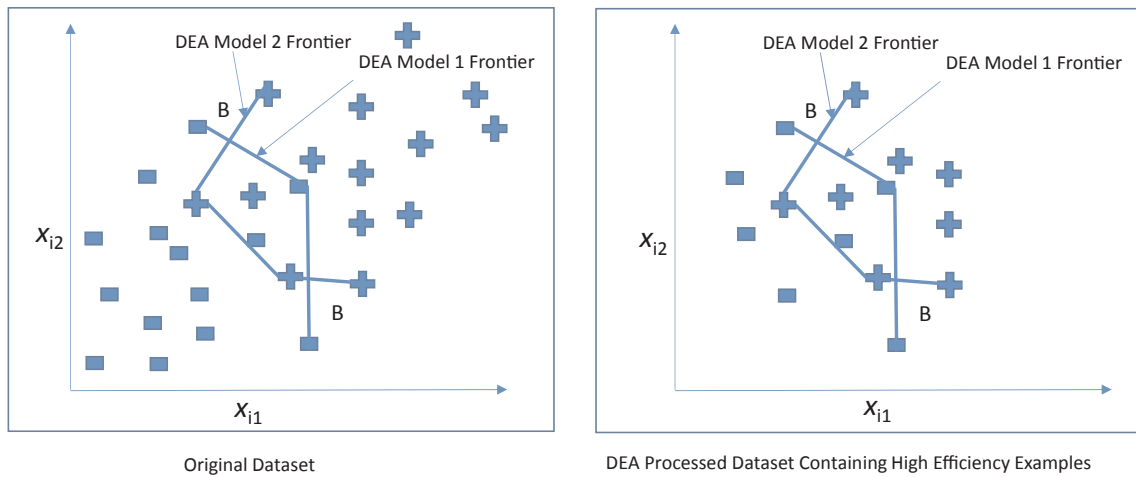 DEA Model 2 Frontier
DEA Model 1 Frontier
B
B
xi2
xi1
Original Dataset
DEA Model 2 Frontier
DEA Model 1 Frontier
B
B
xi2
xi1
DEA Processed Dataset Containing High Efficiency Examples